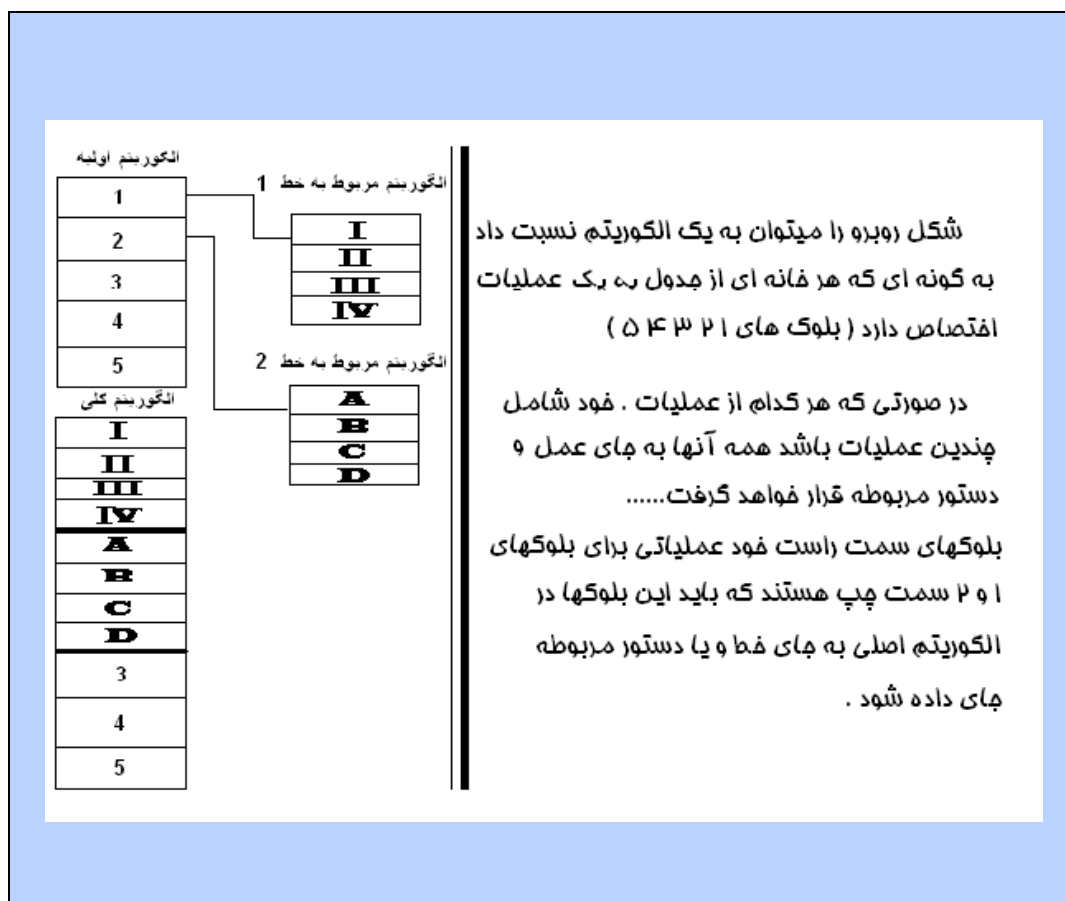 شکل روبرو را میتوان به یک الکوریتم نسبت داد
به گونه ای که هر خانه ای از جدول به یک عملیات
اختصاص دارد ( بلوک های ۱ ۲ ۳ ۴ ۵ )
در صورتی که هر کدام از عملیات . خود شامل
چندین عملیات باشد همه آنها به جای عمل و
دستور مربوطه قرار خواهد گرفت......
بلوکهای سمت راست خود عملیاتی برای بلوکهای
۱ و ۲ سمت چپ هستند که باید این بلوکها در
الکوریتم اصلی به جای خط و یا دستور مربوطه
جای داده شود .
الگوریتم اولیه
1
2
3
4
5
الگوریتم مربوط به خط 1
I
II
III
IV
الگوریتم مربوط به خط 2
A
B
C
D
الگوریتم کلی
I
II
III
IV
A
B
C
D
3
4
5